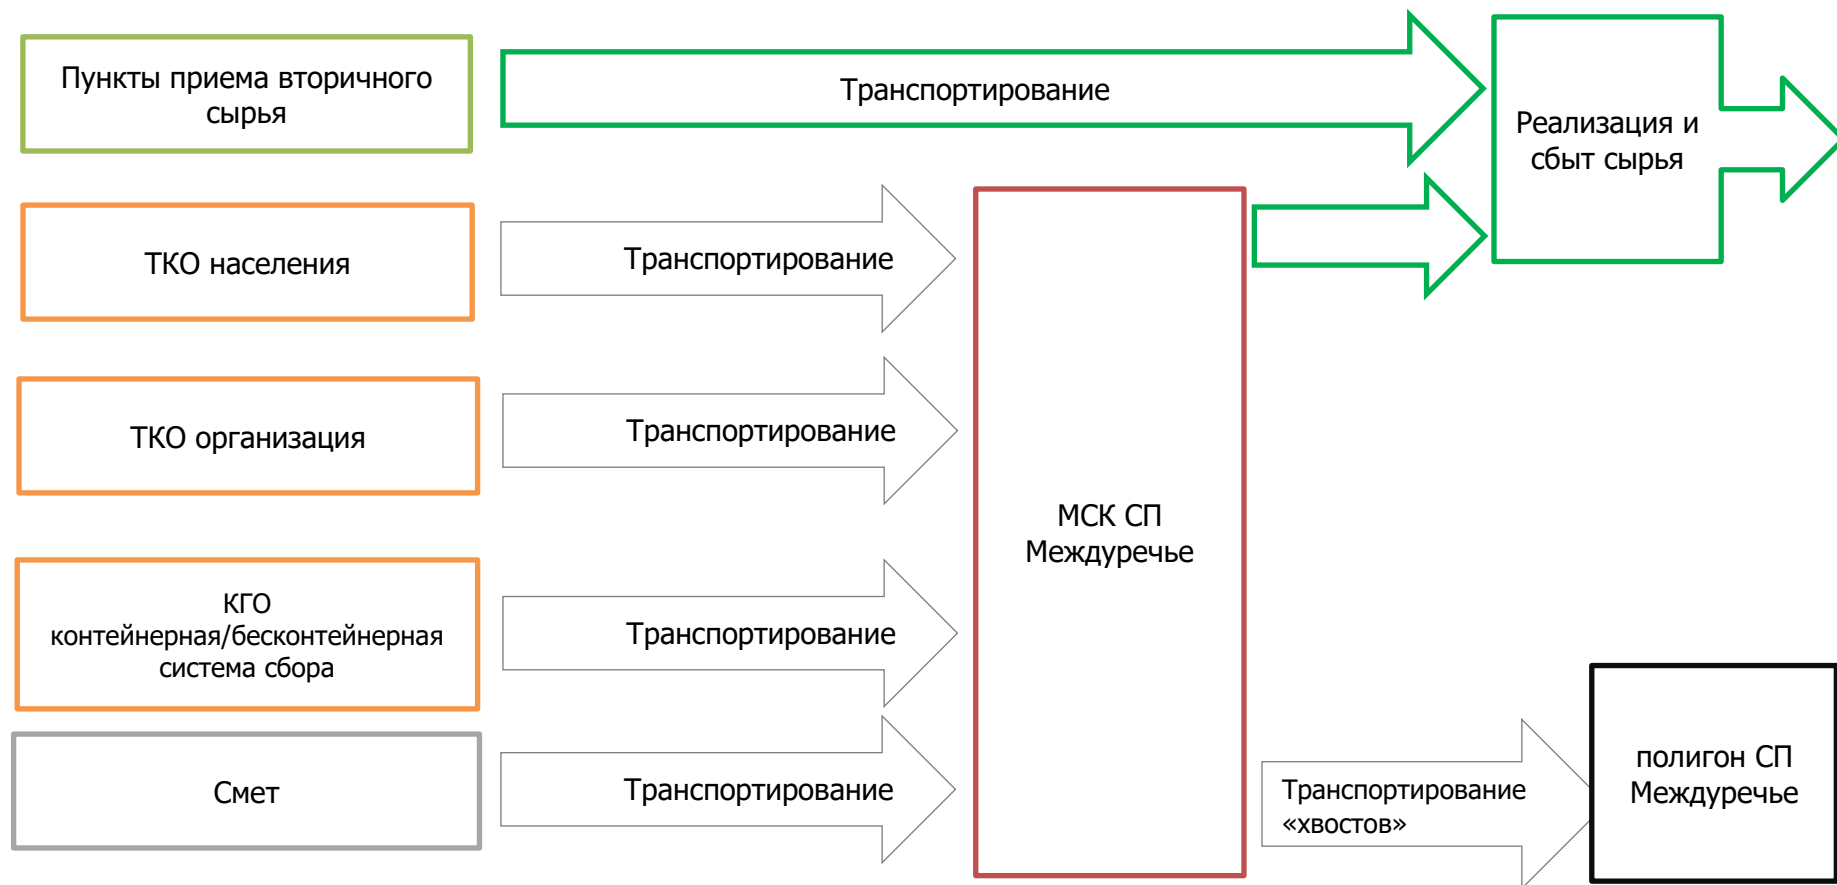 Пункты приема вторичного
сырья
Транспортирование
Реализация и
сбыт сырья
ТКО населения
Транспортирование
ТКО организация
Транспортирование
МСК СП
Междуречье
КГО
контейнерная/бесконтейнерная
система сбора
Транспортирование
Смет
Транспортирование
Транспортирование
«хвостов»
полигон СП
Междуречье